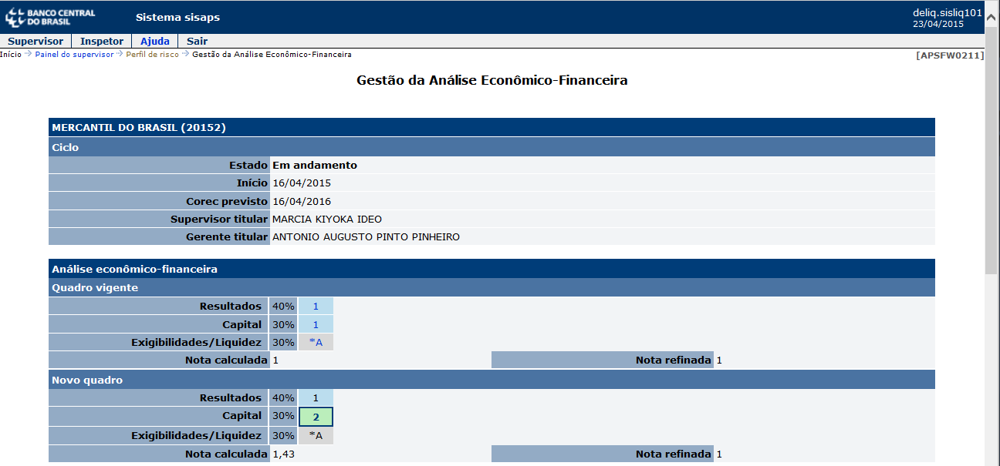 BANCO CENTRAL
DO BRASIL
Sistema sisaps
deliq.sisliq101
23/04/2015
Supervisor Inspetor Ajuda Sair
Início Painel do supervisor Perfil de risco Gestão da Análise Econômico-Financeira
[APSFW0211]
Gestão da Análise Econômico-Financeira
MERCANTIL DO BRASIL (20152)
Ciclo
Estado Em andamento
Início 16/04/2015
Corec previsto 16/04/2016
Supervisor titular MARCIA KIYOKA IDEO
Gerente titular ANTONIO AUGUSTO PINTO PINHEIRO
Análise econômico-financeira
Quadro vigente
Resultados 40% 1
Capital 30% 1
Exigibilidades/Liquidez 30% *A
Nota calculada 1 Nota refinada 1
Novo quadro
Resultados 40% 1
Capital 30% 2
Exigibilidades/Liquidez 30% *A
Nota calculada 1,43 Nota refinada 1